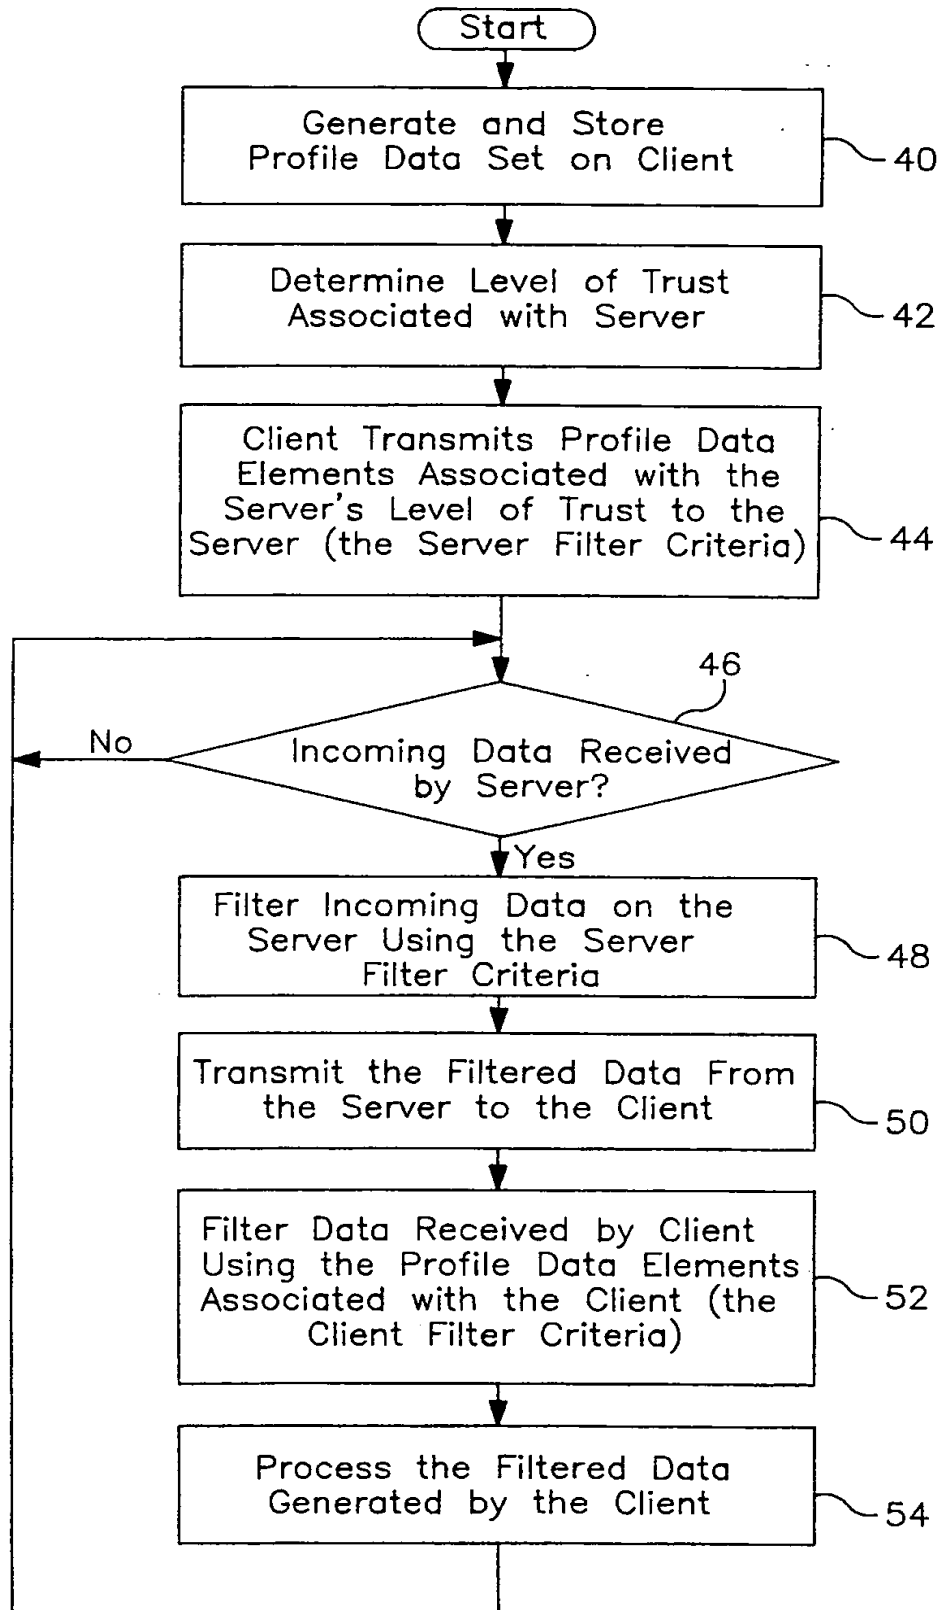 Start
Generate and Store
Profile Data Set on Client
40
Determine Level of Trust
Associated with Server
42
Client Transmits Profile Data
Elements Associated with the
Server's Level of Trust to the
Server (the Server Filter Criteria)
44
46
No
Incoming Data Received
by Server?
Yes
Filter Incoming Data on the
Server Using the Server
Filter Criteria
48
Transmit the Filtered Data From
the Server to the Client
50
Filter Data Received by Client
Using the Profile Data Elements
Associated with the Client (the
Client Filter Criteria)
52
Process the Filtered Data
Generated by the Client
54